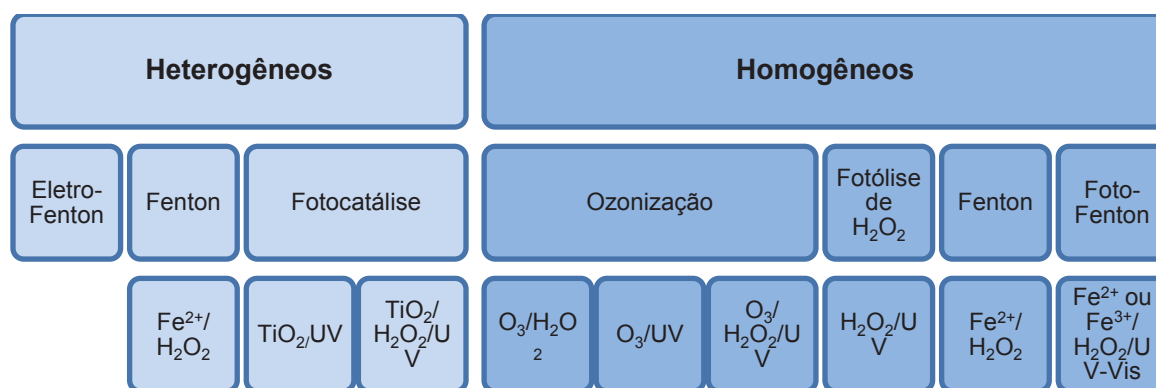 Heterogêneos
Homogêneos
Eletro-
Fenton
Fenton
Fotocatálise
Ozonização
Fotólise
de
H₂O₂
Fenton
Foto-
Fenton
Fe²⁺/
H₂O₂
TiO₂/UV
TiO₂/
H₂O₂/U
V
O₃/H₂O
₂
O₃/UV
O₃/
H₂O₂/U
V
H₂O₂/U
V
Fe²⁺/
H₂O₂
Fe²⁺ ou
Fe³⁺/
H₂O₂/U
V-Vis